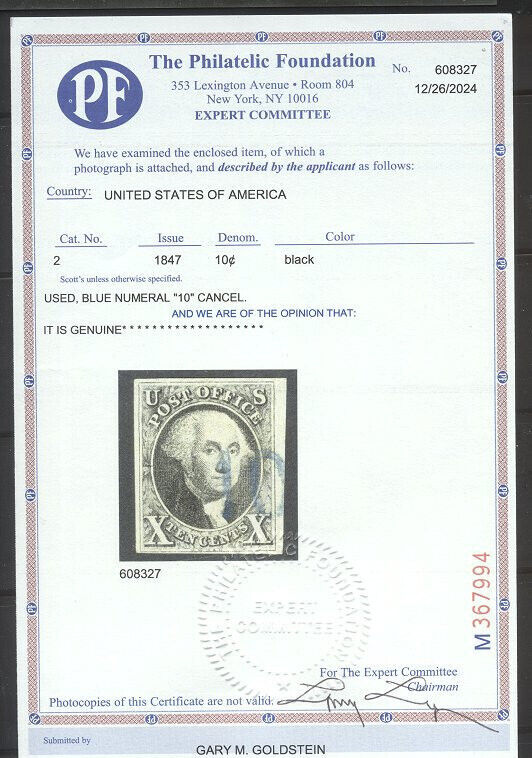 PF
The Philatelic Foundation
353 Lexington Avenue • Room 804
New York, NY 10016
EXPERT COMMITTEE
No. 608327
12/26/2024
We have examined the enclosed item, of which a
photograph is attached, and described by the applicant as follows:
Country: UNITED STATES OF AMERICA
Cat. No. Issue Denom. Color
2 1847 10¢ black
Scott's unless otherwise specified.
USED, BLUE NUMERAL "10" CANCEL.
AND WE ARE OF THE OPINION THAT:
IT IS GENUINE* * * * * * * * * * * * * * * * * * *
U S
POST OFFICE
10
X TEN CENTS X
608327
THE PHILATELIC FOUNDATION
EXPERT
COMMITTEE
M 367994
For The Expert Committee
Chairman
Photocopies of this Certificate are not valid.
Submitted by
GARY M. GOLDSTEIN